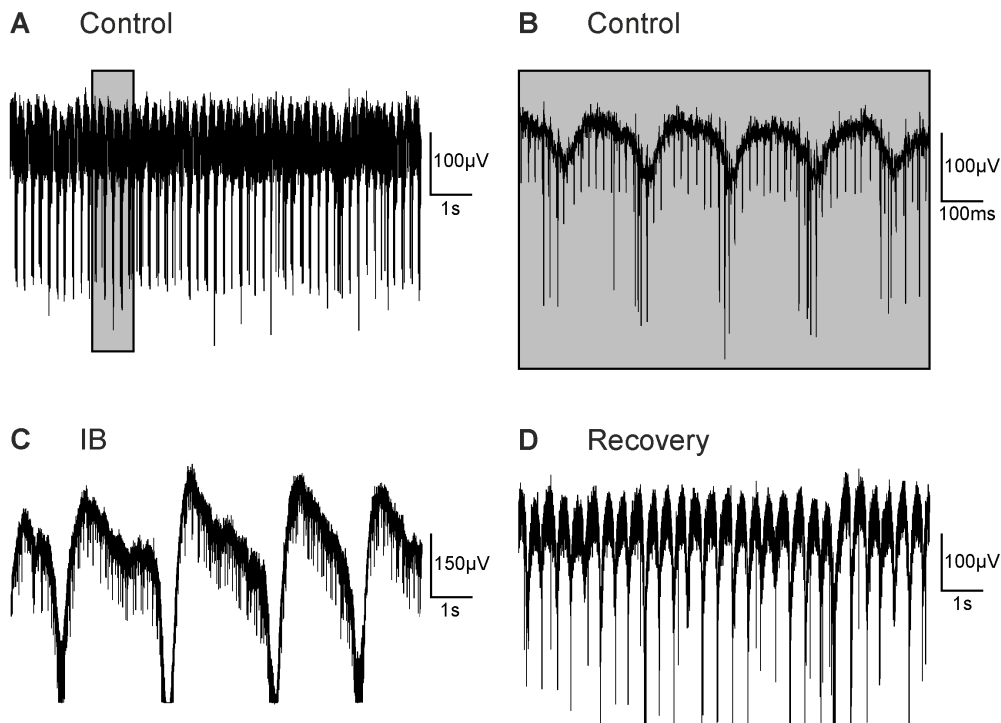 A Control
100µV
1s
B Control
100µV
100ms
C IB
150µV
1s
D Recovery
100µV
1s